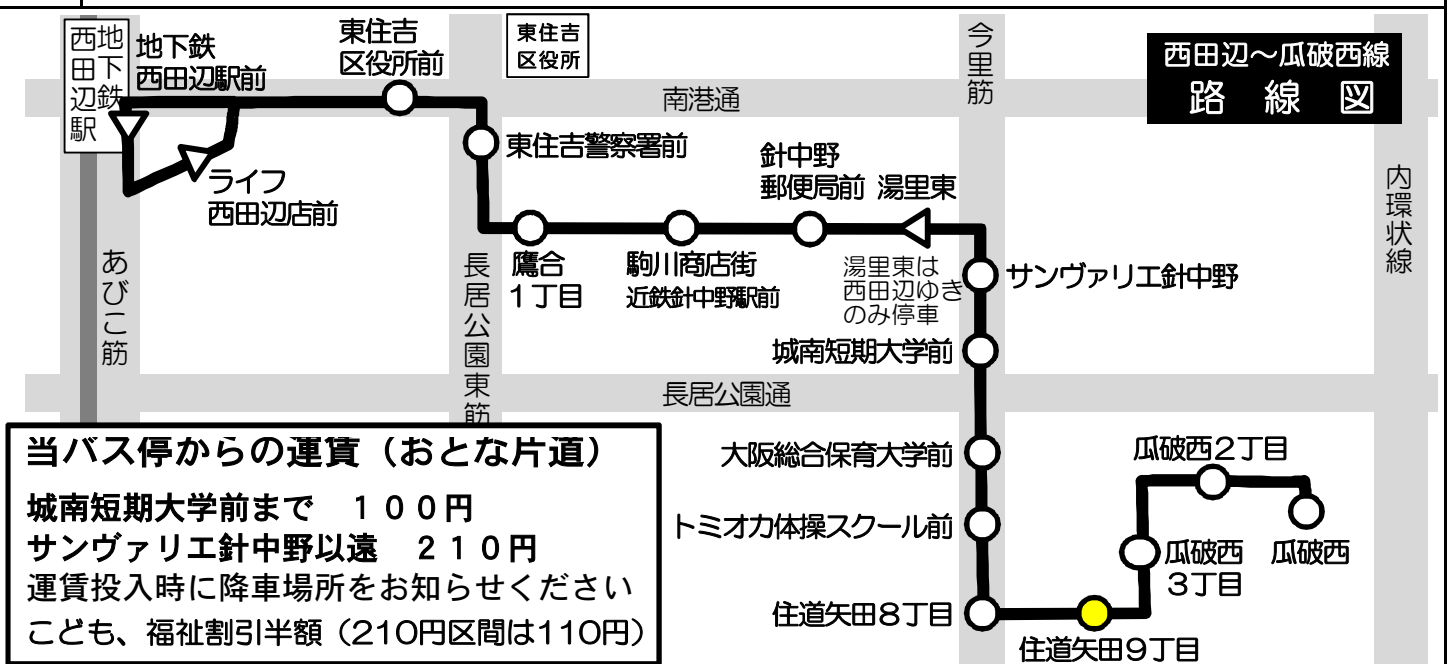 地下鉄
西田辺駅
地下鉄
西田辺駅前
東住吉
区役所前
東住吉
区役所
今里筋
西田辺～瓜破西線
路線図
南港通
東住吉警察署前
針中野
郵便局前
湯里東
内環状線
ライフ
西田辺店前
あびこ筋
長居公園東筋
鷹合
１丁目
駒川商店街
近鉄針中野駅前
湯里東は
西田辺ゆき
のみ停車
サンヴァリエ針中野
城南短期大学前
長居公園通
当バス停からの運賃（おとな片道）
城南短期大学前まで　１００円
サンヴァリエ針中野以遠　２１０円
運賃投入時に降車場所をお知らせください
こども、福祉割引半額（210円区間は110円）
大阪総合保育大学前
トミオカ体操スクール前
住道矢田８丁目
住道矢田９丁目
瓜破西２丁目
瓜破西
３丁目
瓜破西